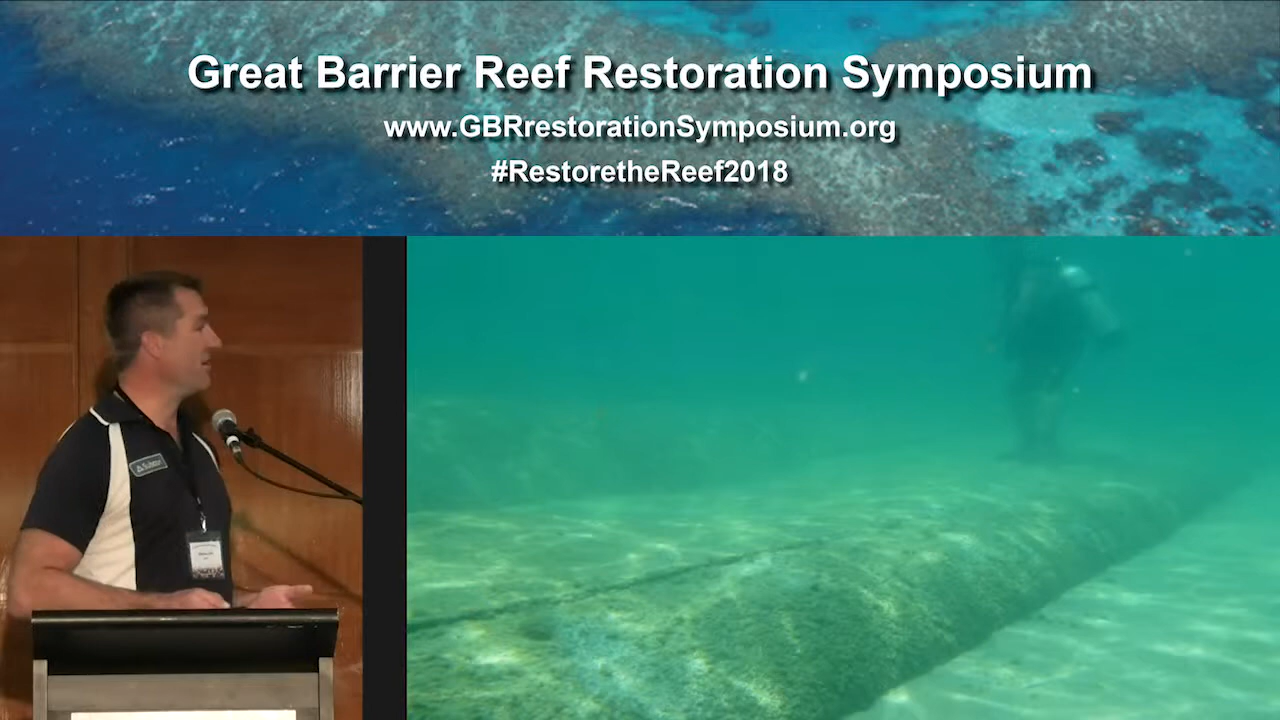 Great Barrier Reef Restoration Symposium
www.GBRrestorationSymposium.org
#RestoretheReef2018